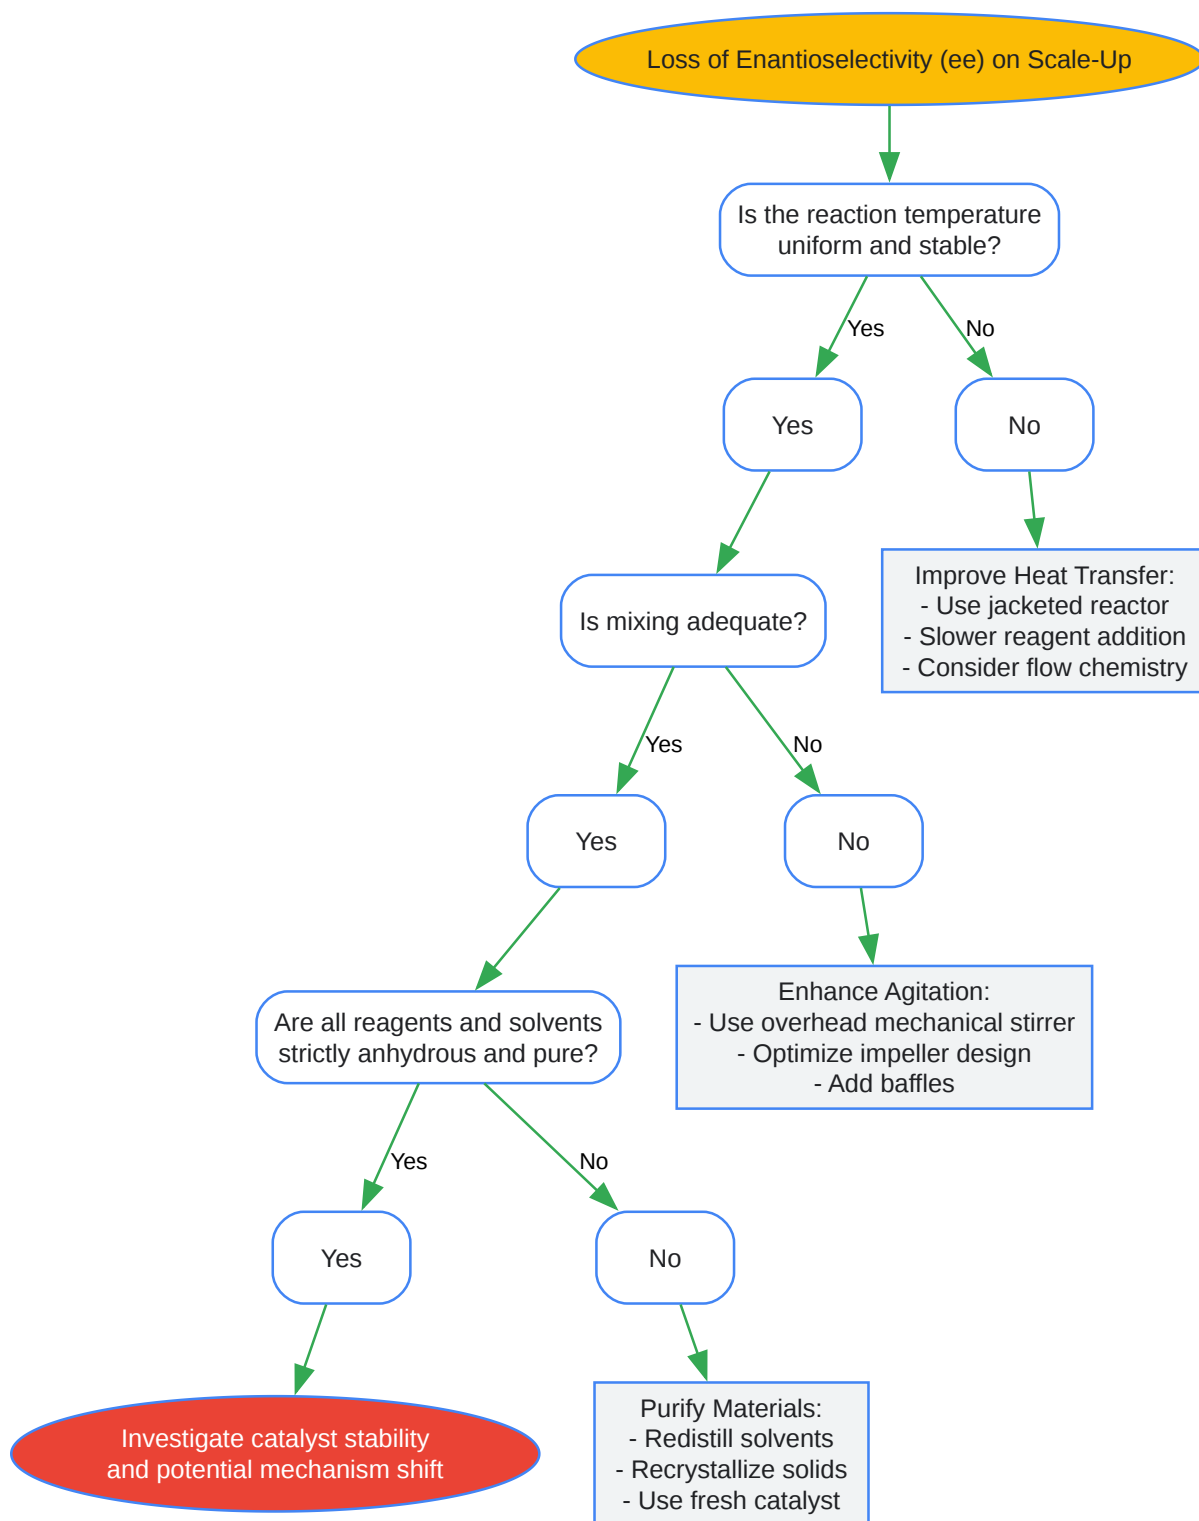 Loss of Enantioselectivity (ee) on Scale-Up
Is the reaction temperature
uniform and stable?
Yes
No
Yes
No
Improve Heat Transfer:
- Use jacketed reactor
- Slower reagent addition
- Consider flow chemistry
Is mixing adequate?
Yes
No
Yes
No
Enhance Agitation:
- Use overhead mechanical stirrer
- Optimize impeller design
- Add baffles
Are all reagents and solvents
strictly anhydrous and pure?
Yes
No
Yes
No
Investigate catalyst stability
and potential mechanism shift
Purify Materials:
- Redistill solvents
- Recrystallize solids
- Use fresh catalyst